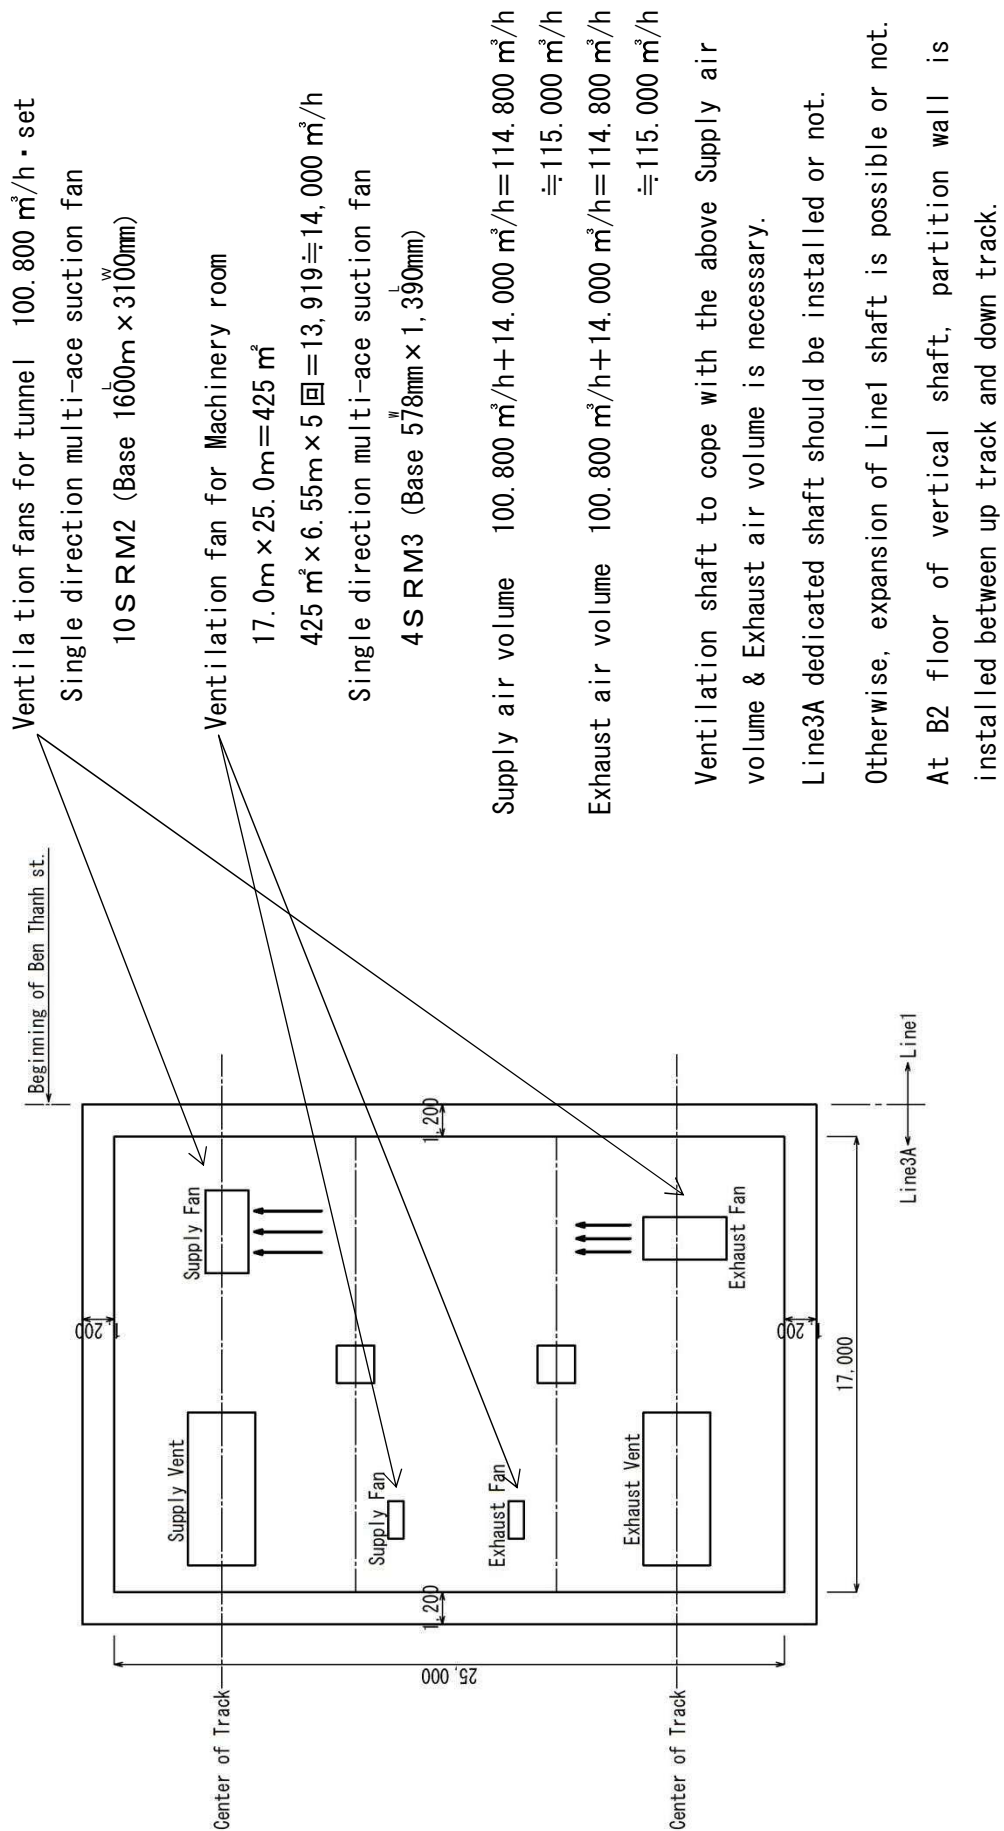 Ventila tion fans for tunnel 100.800 ㎥/h・set
Single direction multi-ace suction fan
10ＳＲＭ2 (Base 1600m × 3100mm)
L W
Ventilation fan for Machinery room
17.0ｍ×25.0ｍ＝425 ㎡
425 ㎡×6.55ｍ×5 回＝13,919≒14,000 ㎥/h
Single direction multi-ace suction fan
4ＳＲＭ3 (Base 578mm × 1,390mm)
W L
Supply air volume 100.800 ㎥/h＋14.000 ㎥/h＝114.800 ㎥/h
≒115.000 ㎥/h
Exhaust air volume 100.800 ㎥/h＋14.000 ㎥/h＝114.800 ㎥/h
≒115.000 ㎥/h
Ventilation shaft to cope with the above Supply air
volume & Exhaust air volume is necessary.
Line3A dedicated shaft should be installed or not.
Otherwise, expansion of Line1 shaft is possible or not.
At B2 floor of vertical shaft, partition wall is
installed between up track and down track.
Beginning of Ben Thanh st.
Supply Vent
Supply Fan
1,200
Center of Track
25,000
1,200
1,200
Supply Fan
Exhaust Fan
Exhaust Vent
Exhaust Fan
Center of Track
1,200
17,000
Line3A
Line1